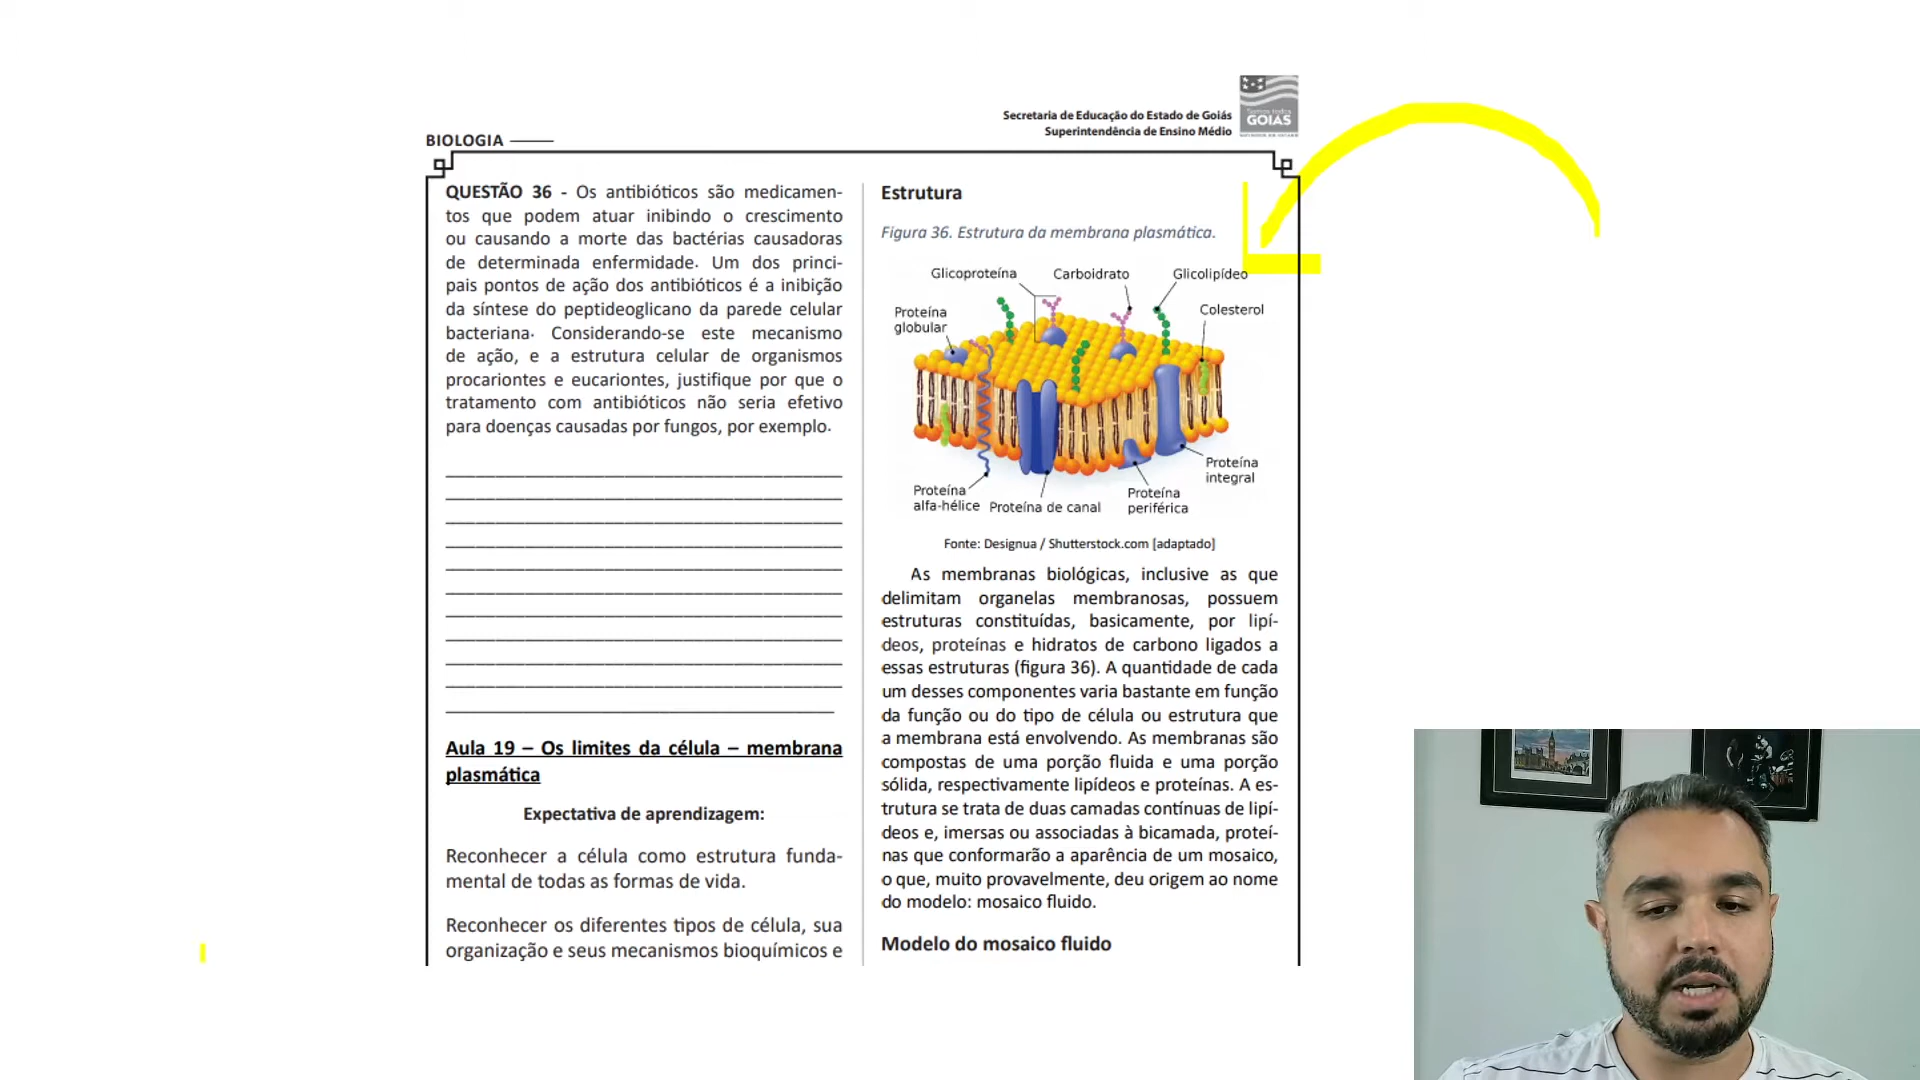 Secretaria de Educação do Estado de Goiás
Superintendência de Ensino Médio
GOIÁS
BIOLOGIA
QUESTÃO 36 - Os antibióticos são medicamen-
tos que podem atuar inibindo o crescimento
ou causando a morte das bactérias causadoras
de determinada enfermidade. Um dos princi-
pais pontos de ação dos antibióticos é a inibição
da síntese do peptideoglicano da parede celular
bacteriana. Considerando-se este mecanismo
de ação, e a estrutura celular de organismos
procariontes e eucariontes, justifique por que o
tratamento com antibióticos não seria efetivo
para doenças causadas por fungos, por exemplo.
Aula 19 – Os limites da célula – membrana
plasmática
Expectativa de aprendizagem:
Reconhecer a célula como estrutura funda-
mental de todas as formas de vida.
Reconhecer os diferentes tipos de célula, sua
organização e seus mecanismos bioquímicos e
Estrutura
Figura 36. Estrutura da membrana plasmática.
Glicoproteína
Carboidrato
Glicolipídeo
Proteína
globular
Colesterol
Proteína
integral
Proteína
alfa-hélice
Proteína de canal
Proteína
periférica
Fonte: Designua / Shutterstock.com [adaptado]
As membranas biológicas, inclusive as que
delimitam organelas membranosas, possuem
estruturas constituídas, basicamente, por lipí-
deos, proteínas e hidratos de carbono ligados a
essas estruturas (figura 36). A quantidade de cada
um desses componentes varia bastante em função
da função ou do tipo de célula ou estrutura que
a membrana está envolvendo. As membranas são
compostas de uma porção fluida e uma porção
sólida, respectivamente lipídeos e proteínas. A es-
trutura se trata de duas camadas contínuas de lipí-
deos e, imersas ou associadas à bicamada, proteí-
nas que conformarão a aparência de um mosaico,
o que, muito provavelmente, deu origem ao nome
do modelo: mosaico fluido.
Modelo do mosaico fluido